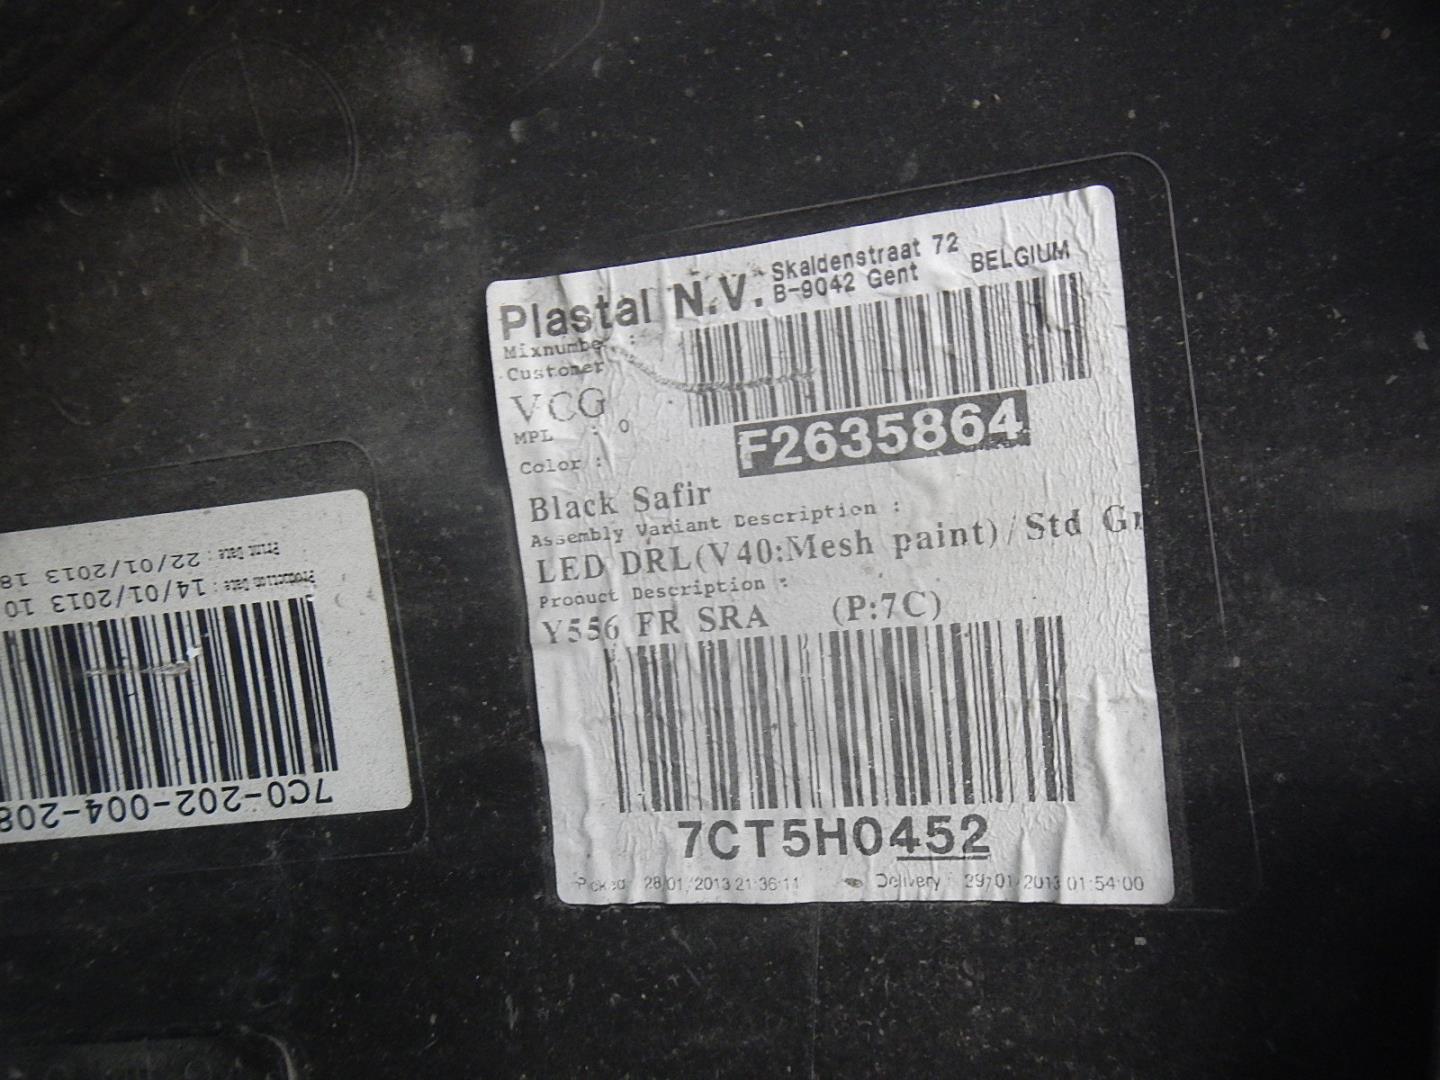 Plastal N.V. Skaldenstraat 72
B-9042 Gent BELGIUM
Mixnumber :
Customer
VCG
MPL : 0
F2635864
Color :
Black Safir
Assembly Variant Description :
LED DRL(V40:Mesh paint)/Std Gr
Product Description :
Y556 FR SRA (P:7C)
7CT5H0452
Picked 28/01/2013 21:36:11 Delivery : 29/01/2013 01:54:00
7C0-202-004-208
Production Date : 14/01/2013 10
Print Date : 22/01/2013 18